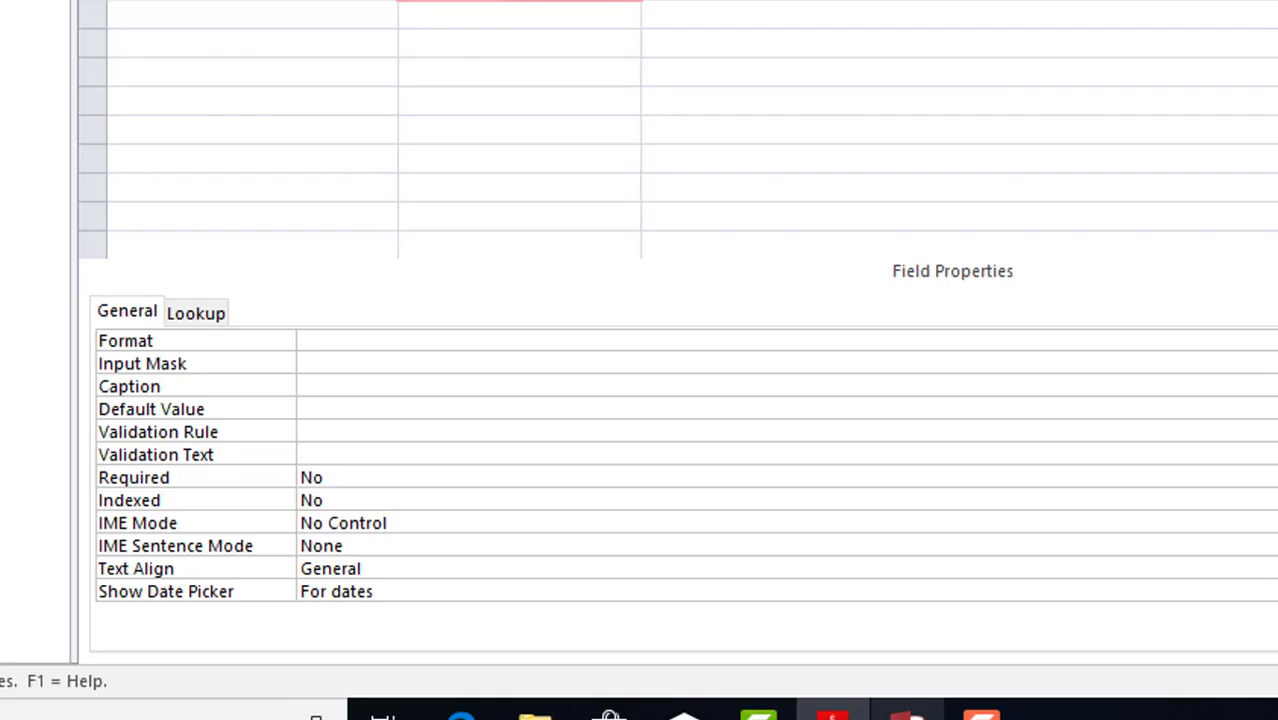 Field Properties
General Lookup
Format
Input Mask
Caption
Default Value
Validation Rule
Validation Text
Required No
Indexed No
IME Mode No Control
IME Sentence Mode None
Text Align General
Show Date Picker For dates
es. F1 = Help.